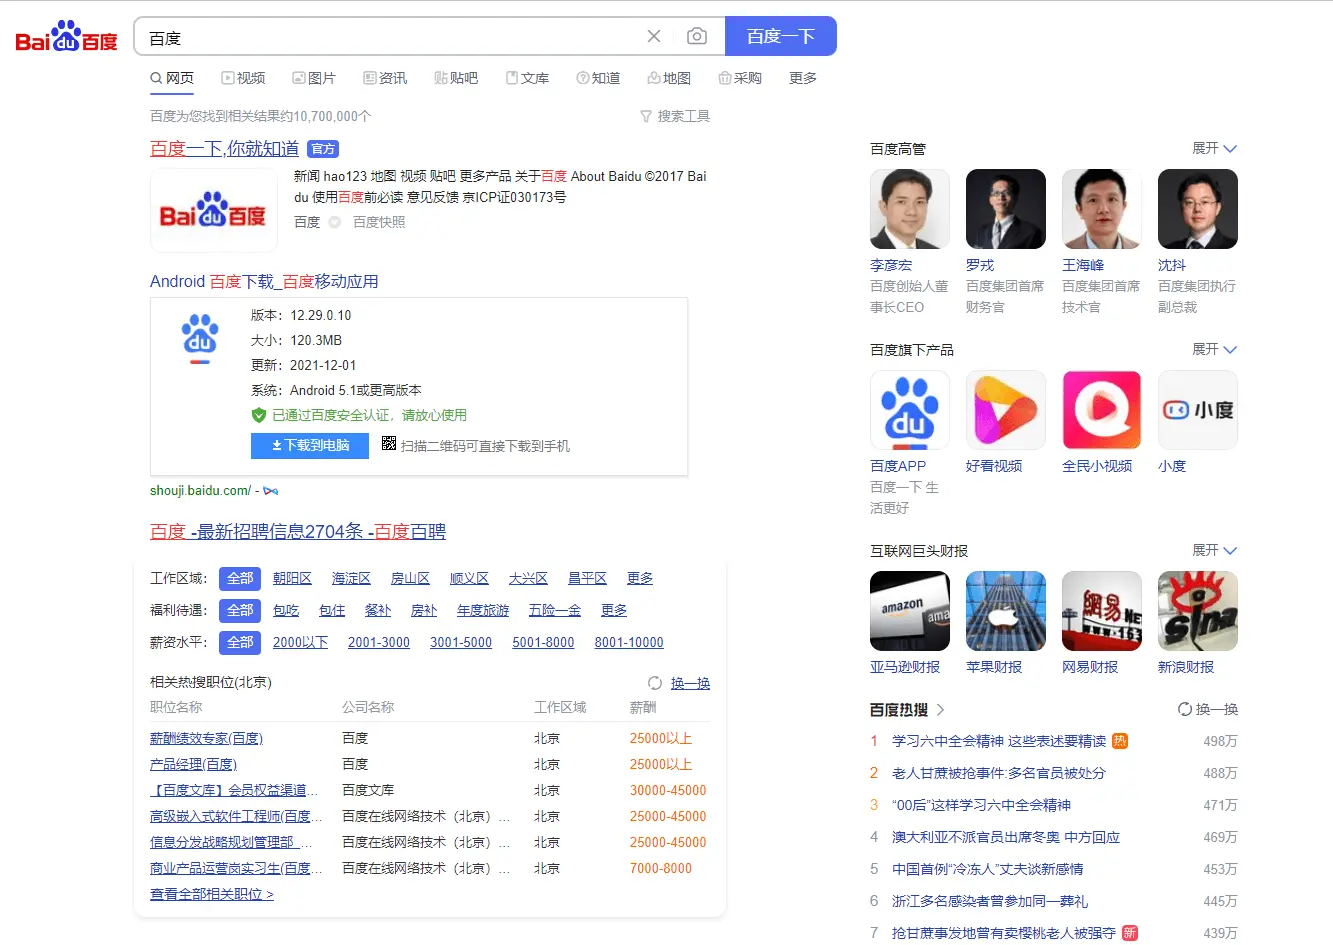 Bai du 百度
百度
百度一下
网页 视频 图片 资讯 贴吧 文库 知道 地图 采购 更多
百度为您找到相关结果约10,700,000个 搜索工具
百度一下,你就知道 官方
Bai du 百度
新闻 hao123 地图 视频 贴吧 更多产品 关于百度 About Baidu ©2017 Bai
du 使用百度前必读 意见反馈 京ICP证030173号
百度 百度快照
Android 百度下载_百度移动应用
du
版本：12.29.0.10
大小：120.3MB
更新：2021-12-01
系统：Android 5.1或更高版本
已通过百度安全认证，请放心使用
下载到电脑 扫描二维码可直接下载到手机
shouji.baidu.com/ -
百度 -最新招聘信息2704条 -百度百聘
工作区域： 全部 朝阳区 海淀区 房山区 顺义区 大兴区 昌平区 更多
福利待遇： 全部 包吃 包住 餐补 房补 年度旅游 五险一金 更多
薪资水平： 全部 2000以下 2001-3000 3001-5000 5001-8000 8001-10000
相关热搜职位(北京) 换一换
职位名称 公司名称 工作区域 薪酬
薪酬绩效专家(百度) 百度 北京 25000以上
产品经理(百度) 百度 北京 25000以上
【百度文库】会员权益渠道... 百度文库 北京 30000-45000
高级嵌入式软件工程师(百度... 百度在线网络技术（北京）... 北京 25000-45000
信息分发战略规划管理部_... 百度在线网络技术（北京）... 北京 25000-45000
商业产品运营岗实习生(百度... 百度在线网络技术（北京）... 北京 7000-8000
查看全部相关职位 >
百度高管 展开
李彦宏 罗戎 王海峰 沈抖
百度创始人董 百度集团首席 百度集团首席 百度集团执行
事长CEO 财务官 技术官 副总裁
百度旗下产品 展开
du 小度
百度APP 好看视频 全民小视频 小度
百度一下 生
活更好
互联网巨头财报 展开
amazon ama 網易 NE www.163 sina
亚马逊财报 苹果财报 网易财报 新浪财报
百度热搜 换一换
1 学习六中全会精神 这些表述要精读 热 498万
2 老人甘蔗被抢事件:多名官员被处分 488万
3 “00后”这样学习六中全会精神 471万
4 澳大利亚不派官员出席冬奥 中方回应 469万
5 中国首例“冷冻人”丈夫谈新感情 453万
6 浙江多名感染者曾参加同一葬礼 445万
7 抢甘蔗事发地曾有卖樱桃老人被强夺 新 439万